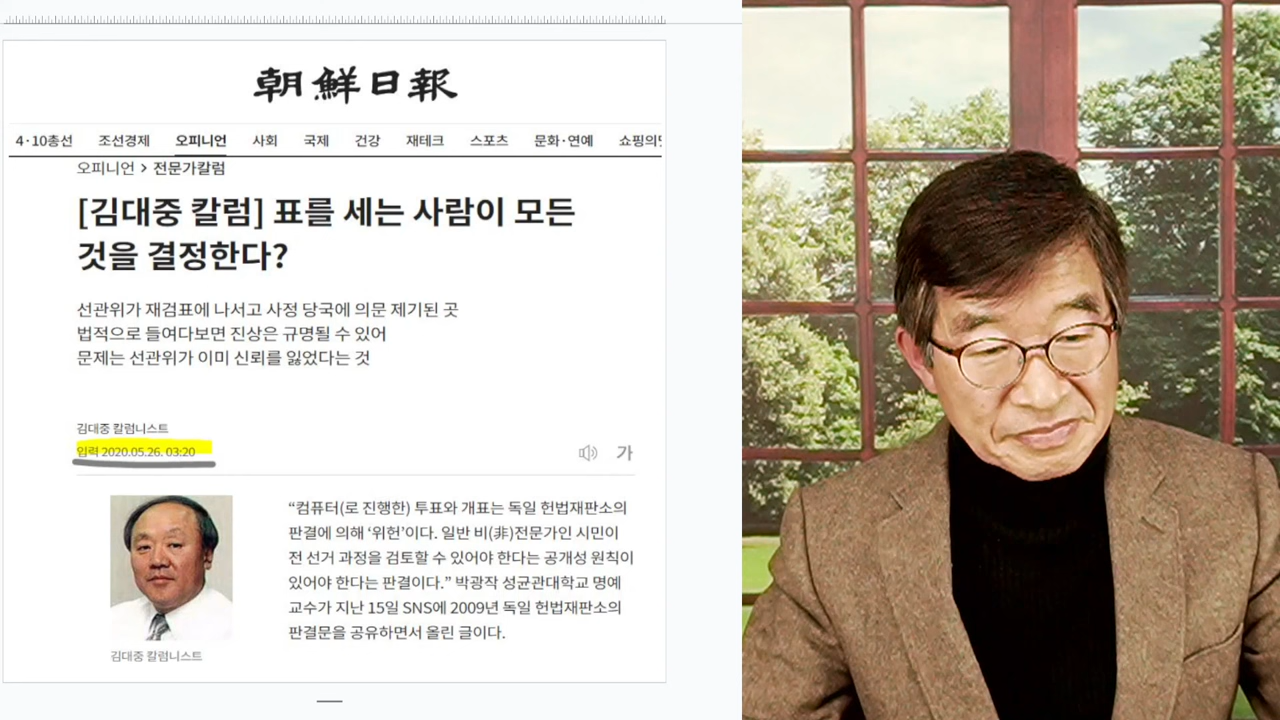 朝鮮日報
4·10총선 조선경제 오피니언 사회 국제 건강 재테크 스포츠 문화·연예 쇼핑의
오피니언 > 전문가칼럼
[김대중 칼럼] 표를 세는 사람이 모든
것을 결정한다?
선관위가 재검표에 나서고 사정 당국에 의문 제기된 곳
법적으로 들여다보면 진상은 규명될 수 있어
문제는 선관위가 이미 신뢰를 잃었다는 것
김대중 칼럼니스트
입력 2020.05.26. 03:20
가
“컴퓨터(로 진행한) 투표와 개표는 독일 헌법재판소의
판결에 의해 ‘위헌’이다. 일반 비(非)전문가인 시민이
전 선거 과정을 검토할 수 있어야 한다는 공개성 원칙이
있어야 한다는 판결이다.” 박광작 성균관대학교 명예
교수가 지난 15일 SNS에 2009년 독일 헌법재판소의
판결문을 공유하면서 올린 글이다.
김대중 칼럼니스트